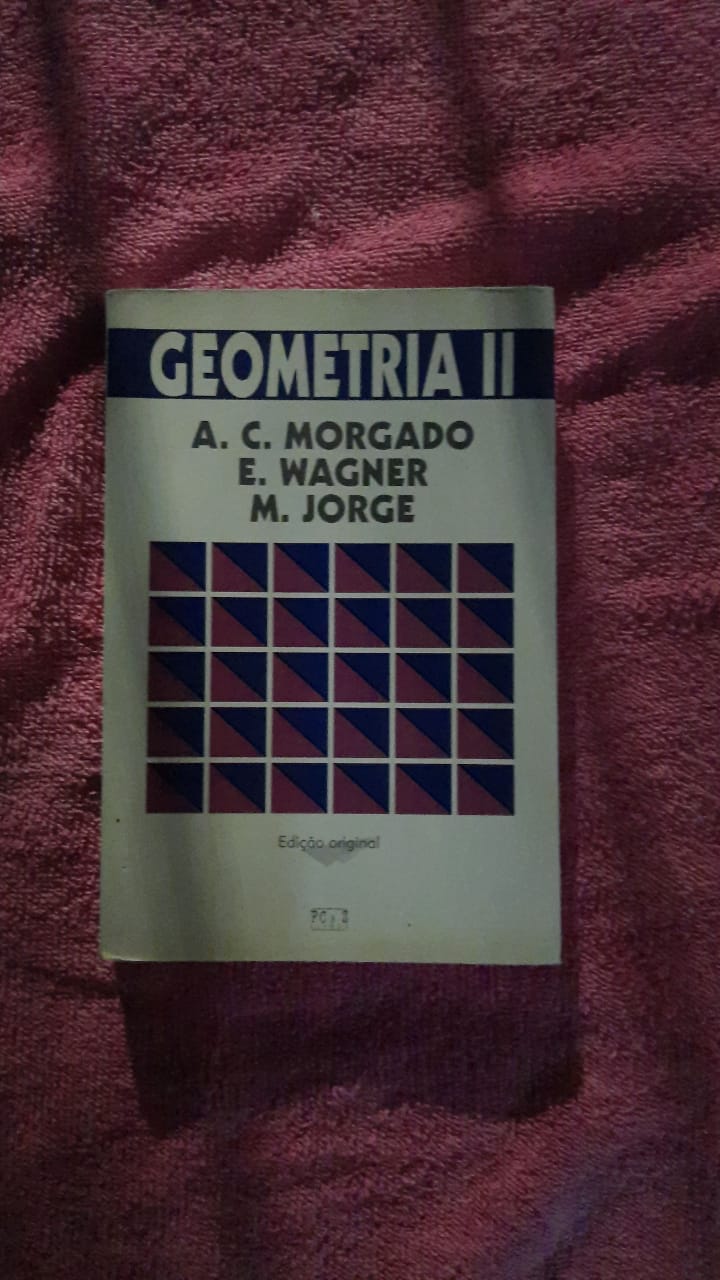 GEOMETRIA II
A. C. MORGADO
E. WAGNER
M. JORGE
Edição original